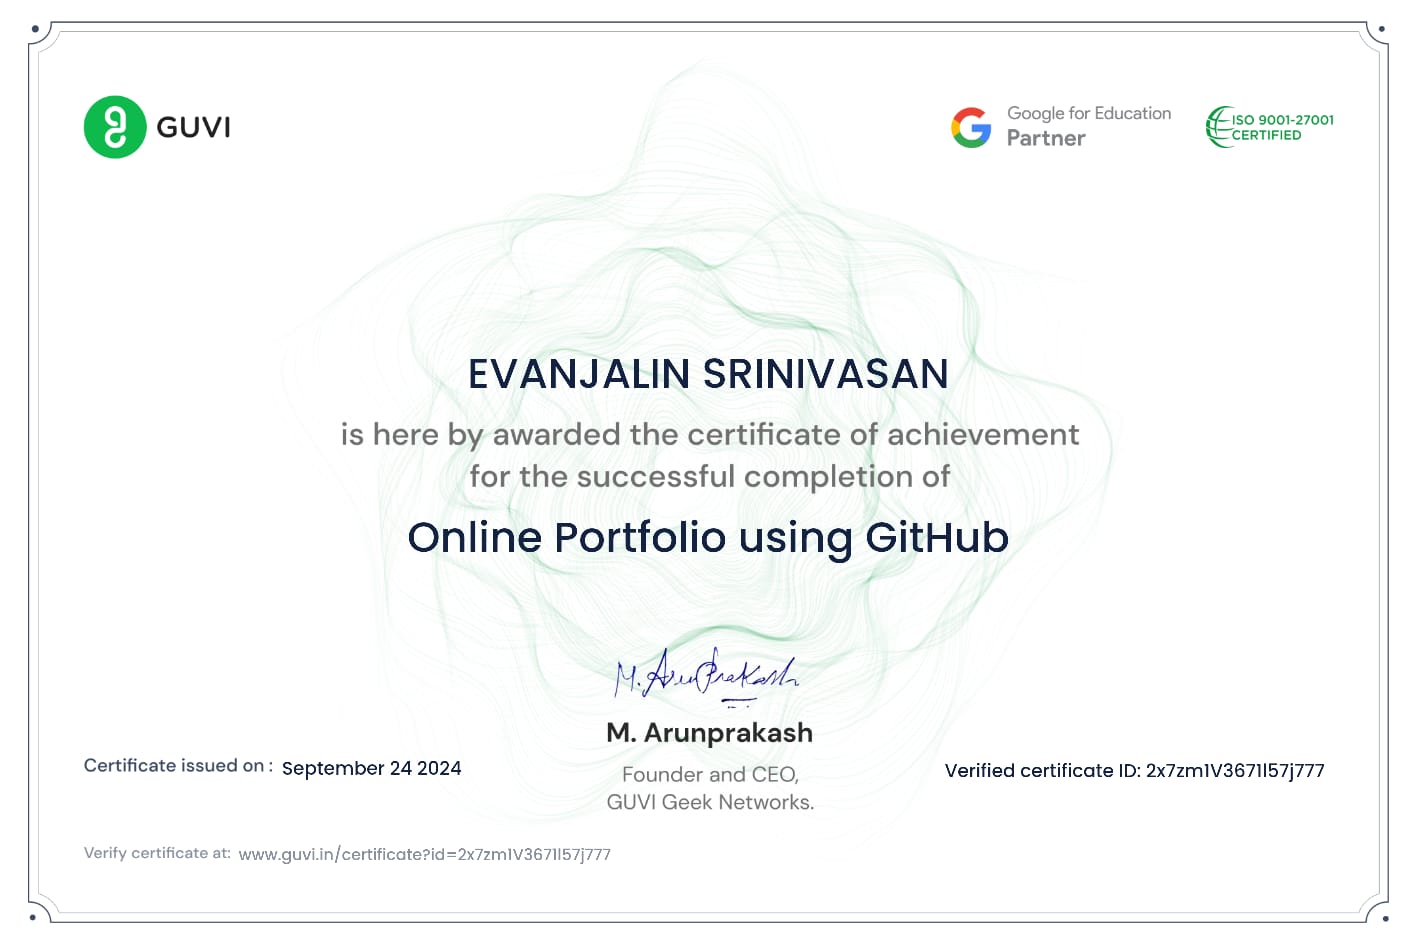 GUVI
Google for Education
Partner
ISO 9001-27001
CERTIFIED
EVANJALIN SRINIVASAN
is here by awarded the certificate of achievement
for the successful completion of
Online Portfolio using GitHub
M. Arunprakash
M. Arunprakash
Founder and CEO,
GUVI Geek Networks.
Certificate issued on : September 24 2024
Verified certificate ID: 2x7zm1V3671l57j777
Verify certificate at: www.guvi.in/certificate?id=2x7zm1V3671l57j777